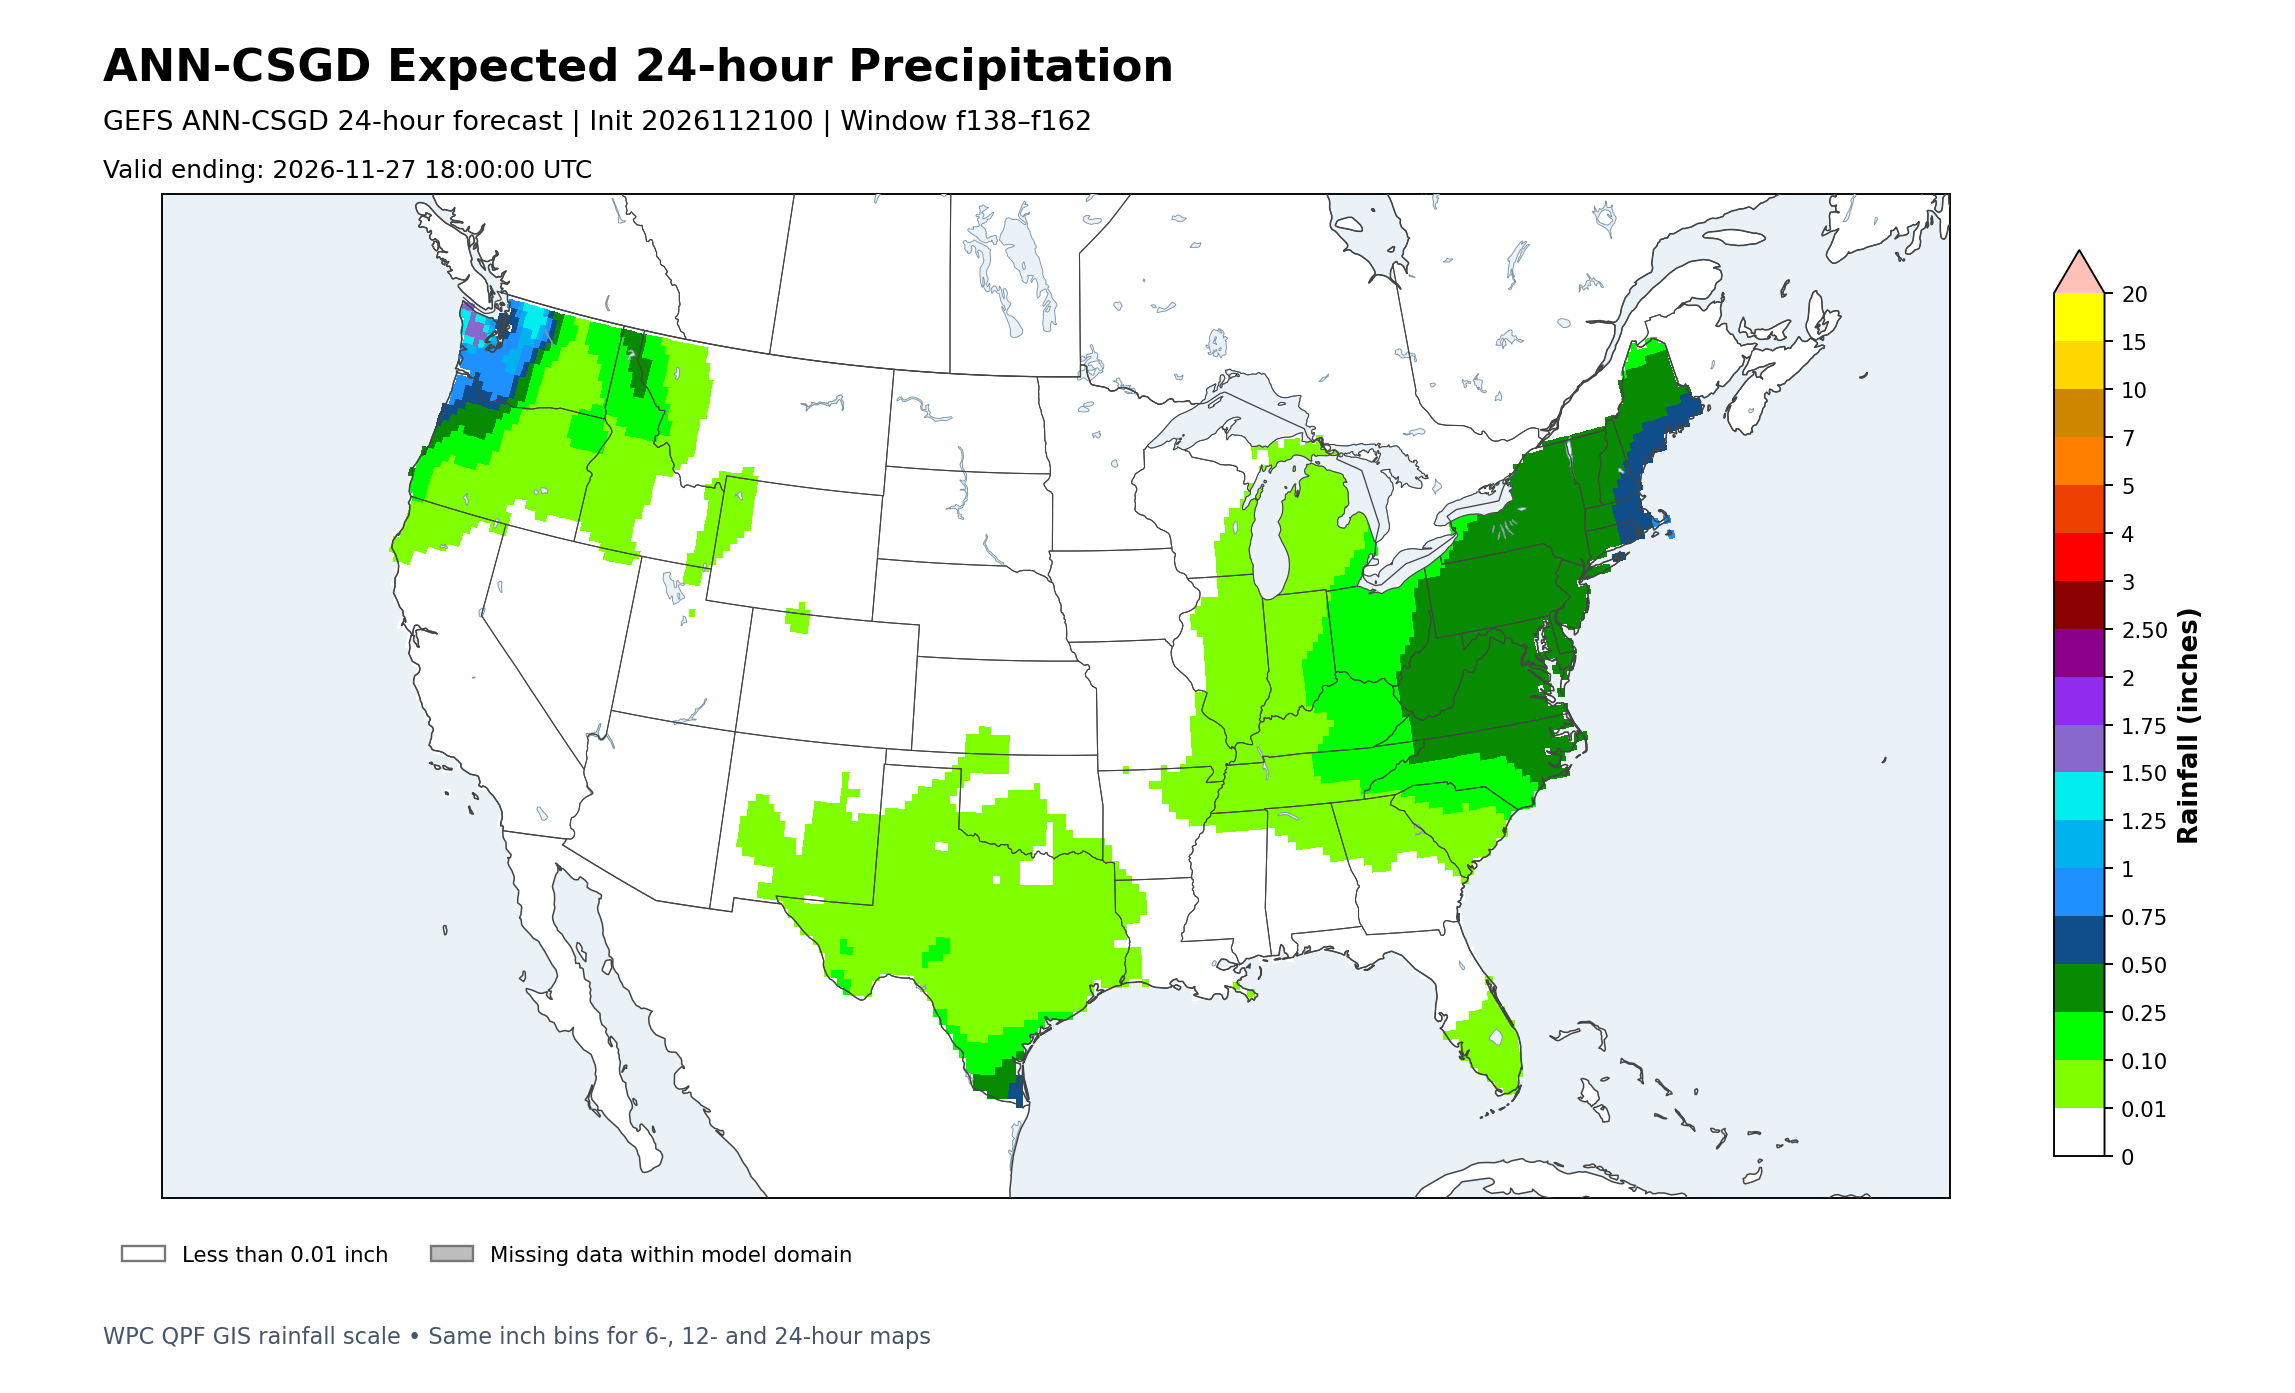 ANN-CSGD Expected 24-hour Precipitation
GEFS ANN-CSGD 24-hour forecast | Init 2026112100 | Window f138–f162
Valid ending: 2026-11-27 18:00:00 UTC
20
15
10
7
5
4
3
2.50
2
1.75
1.50
1.25
1
0.75
0.50
0.25
0.10
0.01
0
Rainfall (inches)
Less than 0.01 inch
Missing data within model domain
WPC QPF GIS rainfall scale • Same inch bins for 6-, 12- and 24-hour maps